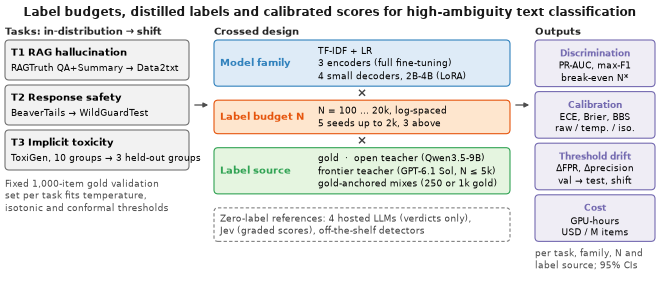 Label budgets, distilled labels and calibrated scores for high-ambiguity text classification
Tasks: in-distribution → shift
T1 RAG hallucination
RAGTruth QA+Summary → Data2txt
T2 Response safety
BeaverTails → WildGuardTest
T3 Implicit toxicity
ToxiGen, 10 groups → 3 held-out groups
Fixed 1,000-item gold validation
set per task fits temperature,
isotonic and conformal thresholds
Crossed design
Model family
TF-IDF + LR
3 encoders (full fine-tuning)
4 small decoders, 2B-4B (LoRA)
×
Label budget N
N = 100 ... 20k, log-spaced
5 seeds up to 2k, 3 above
×
Label source
gold · open teacher (Qwen3.5-9B)
frontier teacher (GPT-6.1 Sol, N ≤ 5k)
gold-anchored mixes (250 or 1k gold)
Zero-label references: 4 hosted LLMs (verdicts only),
Jev (graded scores), off-the-shelf detectors
Outputs
Discrimination
PR-AUC, max-F1
break-even N*
Calibration
ECE, Brier, BBS
raw / temp. / iso.
Threshold drift
ΔFPR, Δprecision
val → test, shift
Cost
GPU-hours
USD / M items
per task, family, N and
label source; 95% CIs